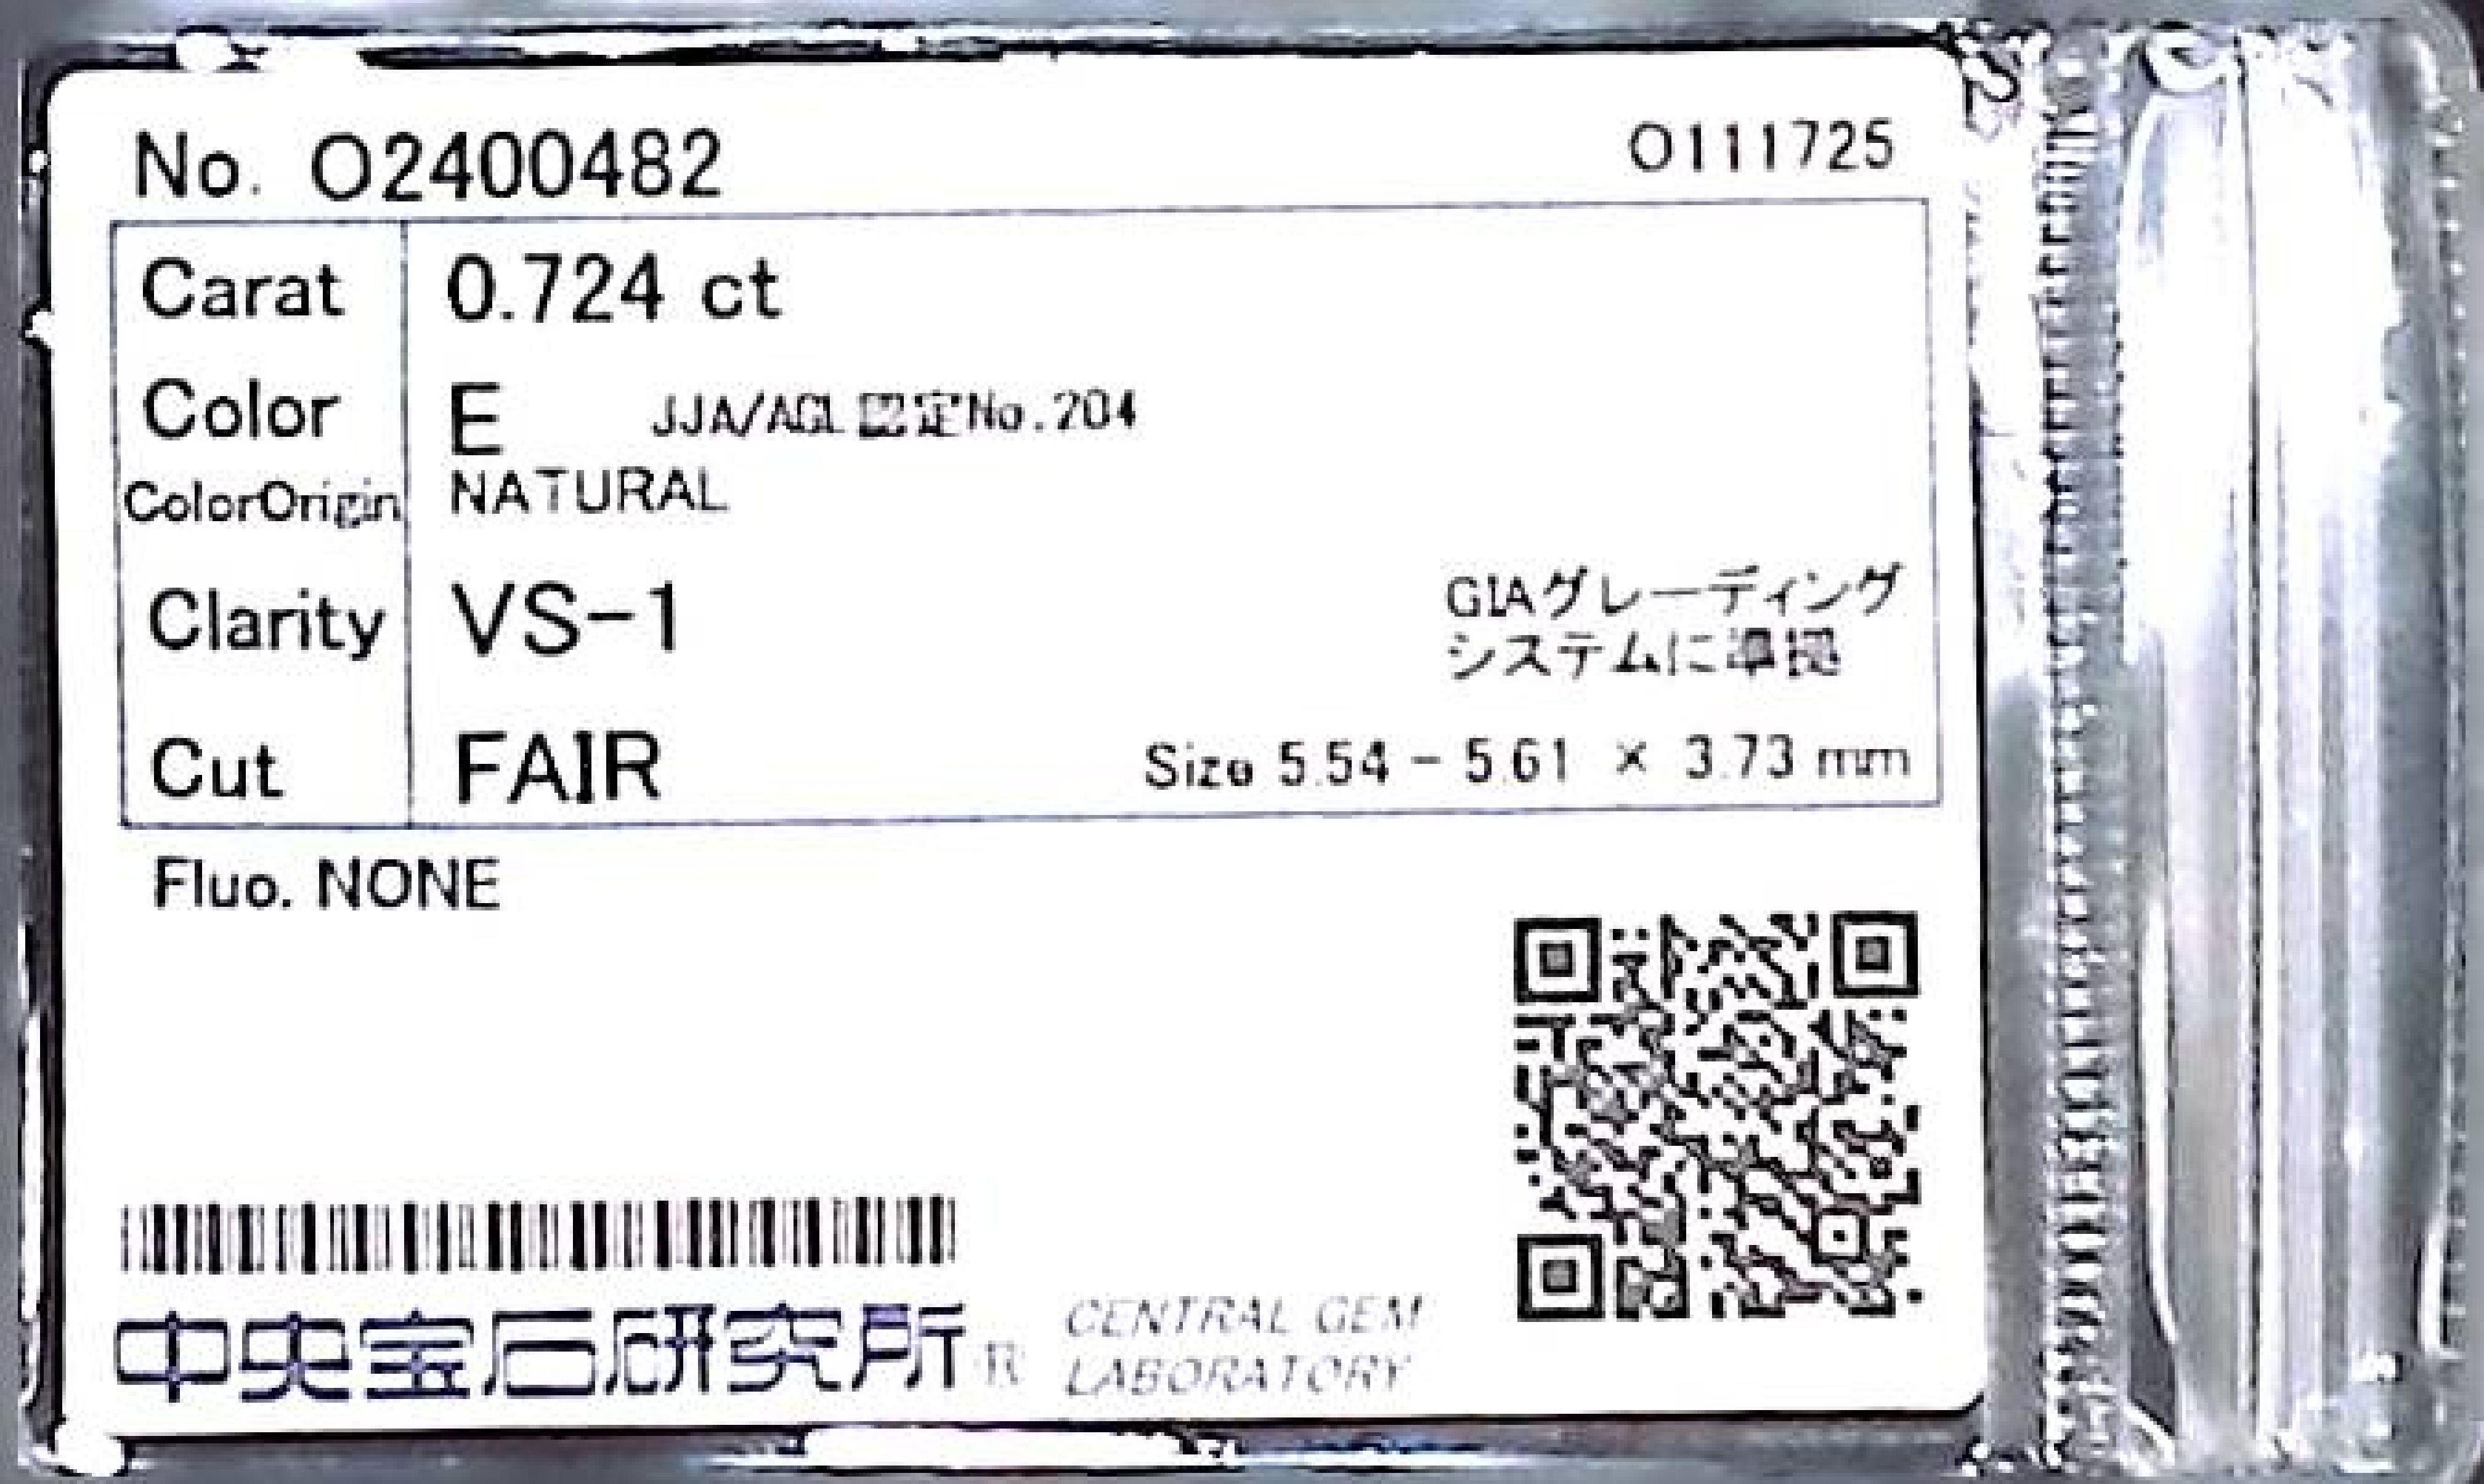 No. O2400482 O111725
Carat 0.724 ct
Color E JJA/AGL認定No.204
ColorOrigin NATURAL
Clarity VS-1
GIAグレーディング
システムに準拠
Cut FAIR Size 5.54 - 5.61 × 3.73 mm
Fluo. NONE
中央宝石研究所®
CENTRAL GEM
LABORATORY